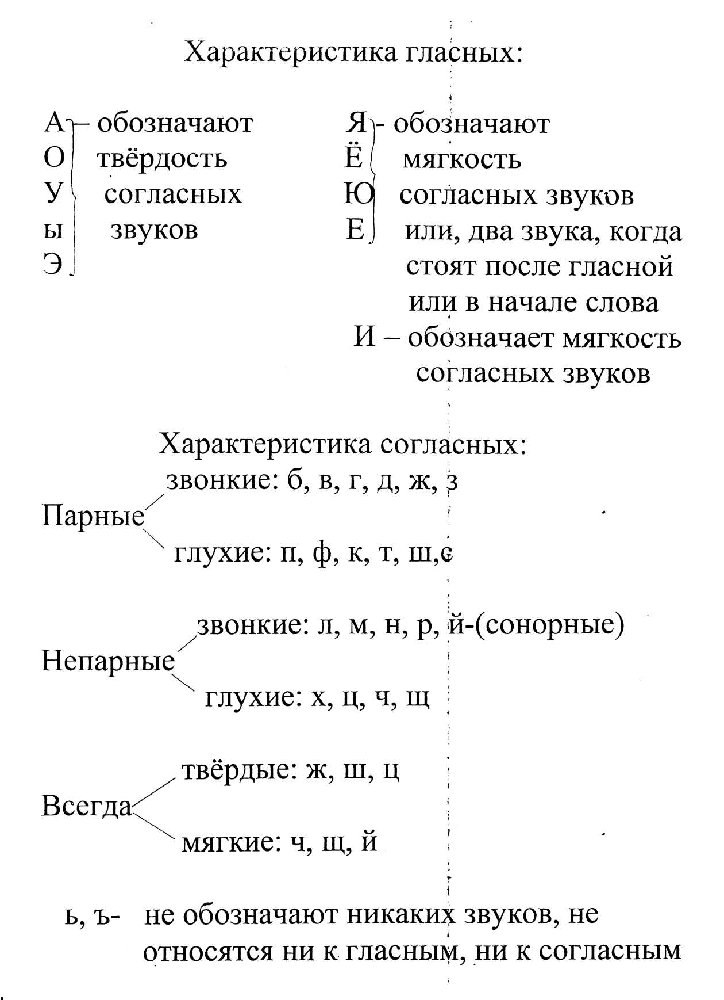 Характеристика гласных:
А – обозначают
О твёрдость
У согласных
ы звуков
Э
Я - обозначают
Ё мягкость
Ю согласных звуков
Е или, два звука, когда
стоят после гласной
или в начале слова
И – обозначает мягкость
согласных звуков
Характеристика согласных:
звонкие: б, в, г, д, ж, з
Парные
глухие: п, ф, к, т, ш,с
звонкие: л, м, н, р, й-(сонорные)
Непарные
глухие: х, ц, ч, щ
твёрдые: ж, ш, ц
Всегда
мягкие: ч, щ, й
ь, ъ- не обозначают никаких звуков, не
относятся ни к гласным, ни к согласным